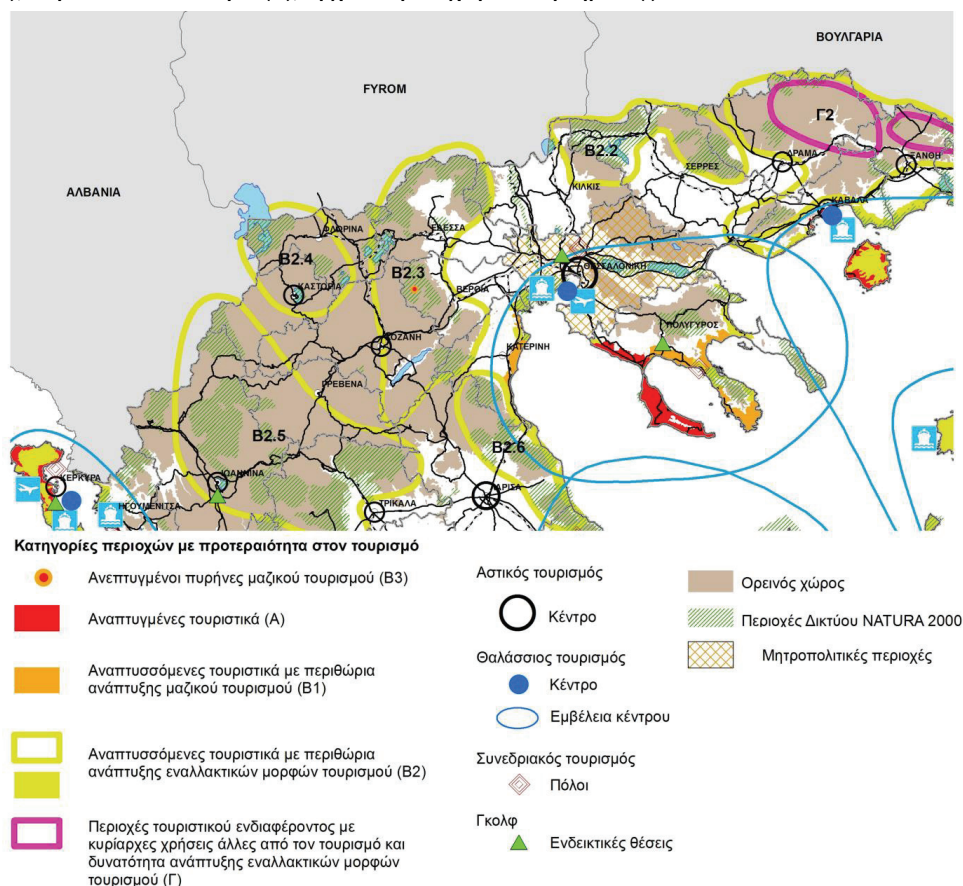 ΒΟΥΛΓΑΡΙΑ
FYROM
ΑΛΒΑΝΙΑ
Γ2
Β2.2
ΔΡΑΜΑ
ΞΑΝΘΗ
ΣΕΡΡΕΣ
ΚΙΛΚΙΣ
ΚΑΒΑΛΑ
ΦΛΩΡΙΝΑ
ΕΔΕΣΣΑ
Β2.4
Β2.3
ΘΕΣΣΑΛΟΝΙΚΗ
ΚΑΣΤΟΡΙΑ
ΒΕΡΟΙΑ
ΠΟΛΥΓΥΡΟΣ
ΚΟΖΑΝΗ
ΚΑΤΕΡΙΝΗ
ΓΡΕΒΕΝΑ
Β2.5
Β2.6
ΚΕΡΚΥΡΑ
ΙΩΑΝΝΙΝΑ
ΛΑΡΙΣΑ
ΗΓΟΥΜΕΝΙΤΣΑ
ΤΡΙΚΑΛΑ
Κατηγορίες περιοχών με προτεραιότητα στον τουρισμό
Ανεπτυγμένοι πυρήνες μαζικού τουρισμού (Β3)
Αναπτυγμένες τουριστικά (Α)
Αναπτυσσόμενες τουριστικά με περιθώρια
ανάπτυξης μαζικού τουρισμού (Β1)
Αναπτυσσόμενες τουριστικά με περιθώρια
ανάπτυξης εναλλακτικών μορφών τουρισμού (Β2)
Περιοχές τουριστικού ενδιαφέροντος με
κυρίαρχες χρήσεις άλλες από τον τουρισμό και
δυνατότητα ανάπτυξης εναλλακτικών μορφών
τουρισμού (Γ)
Αστικός τουρισμός
Κέντρο
Θαλάσσιος τουρισμός
Κέντρο
Εμβέλεια κέντρου
Συνεδριακός τουρισμός
Πόλοι
Γκολφ
Ενδεικτικές θέσεις
Ορεινός χώρος
Περιοχές Δικτύου NATURA 2000
Μητροπολιτικές περιοχές